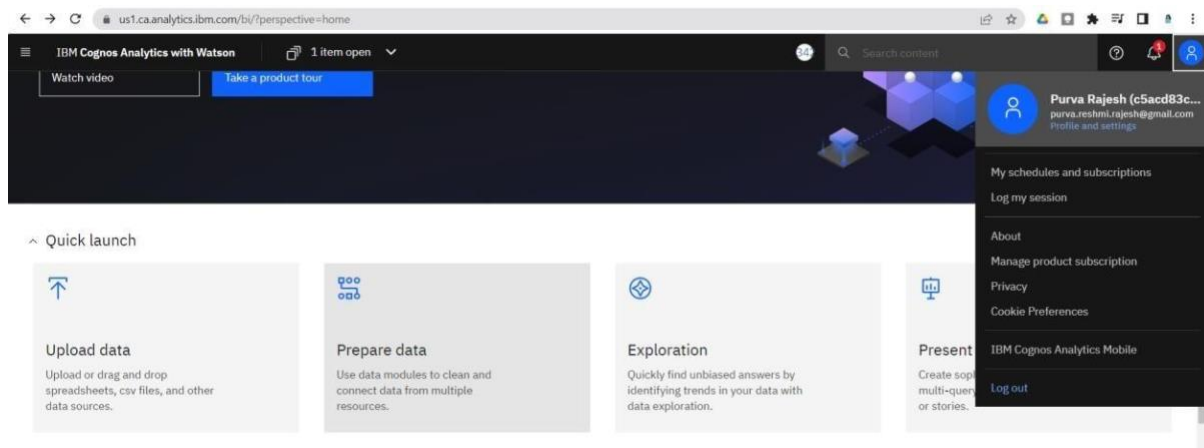 us1.ca.analytics.ibm.com/bi/?perspective=home
IBM Cognos Analytics with Watson
1 item open
Search content
1
Watch video
Take a product tour
Purva Rajesh (c5acd83c...
purva.reshmi.rajesh@gmail.com
Profile and settings
My schedules and subscriptions
Log my session
About
Manage product subscription
Privacy
Cookie Preferences
IBM Cognos Analytics Mobile
Log out
Quick launch
Upload data
Upload or drag and drop
spreadsheets, csv files, and other
data sources.
Prepare data
Use data modules to clean and
connect data from multiple
resources.
Exploration
Quickly find unbiased answers by
identifying trends in your data with
data exploration.
Present
Create sop
multi-query
or stories.